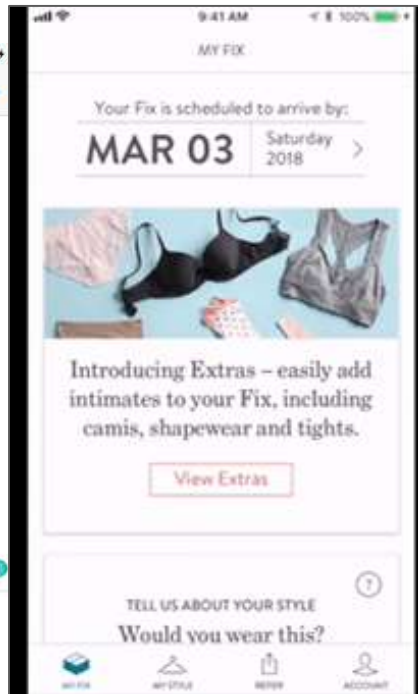 9:41 AM
100%
MY FIX
Your Fix is scheduled to arrive by:
MAR 03
Saturday
2018
Introducing Extras – easily add
intimates to your Fix, including
camis, shapewear and tights.
View Extras
?
TELL US ABOUT YOUR STYLE
Would you wear this?
MY FIX
MY STYLE
REFER
ACCOUNT